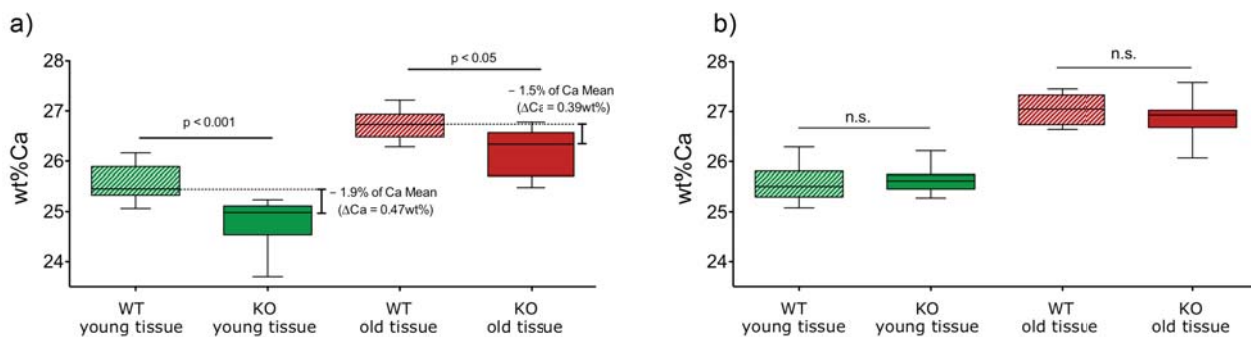 a)
28
27
26
25
24
wt%Ca
p < 0.001
p < 0.05
– 1.9% of Ca Mean
(ΔCa = 0.47wt%)
– 1.5% of Ca Mean
(ΔCa = 0.39wt%)
WT
young tissue
KO
young tissue
WT
old tissue
KO
old tissue
b)
28
27
26
25
24
wt%Ca
n.s.
n.s.
WT
young tissue
KO
young tissue
WT
old tissue
KO
old tissue